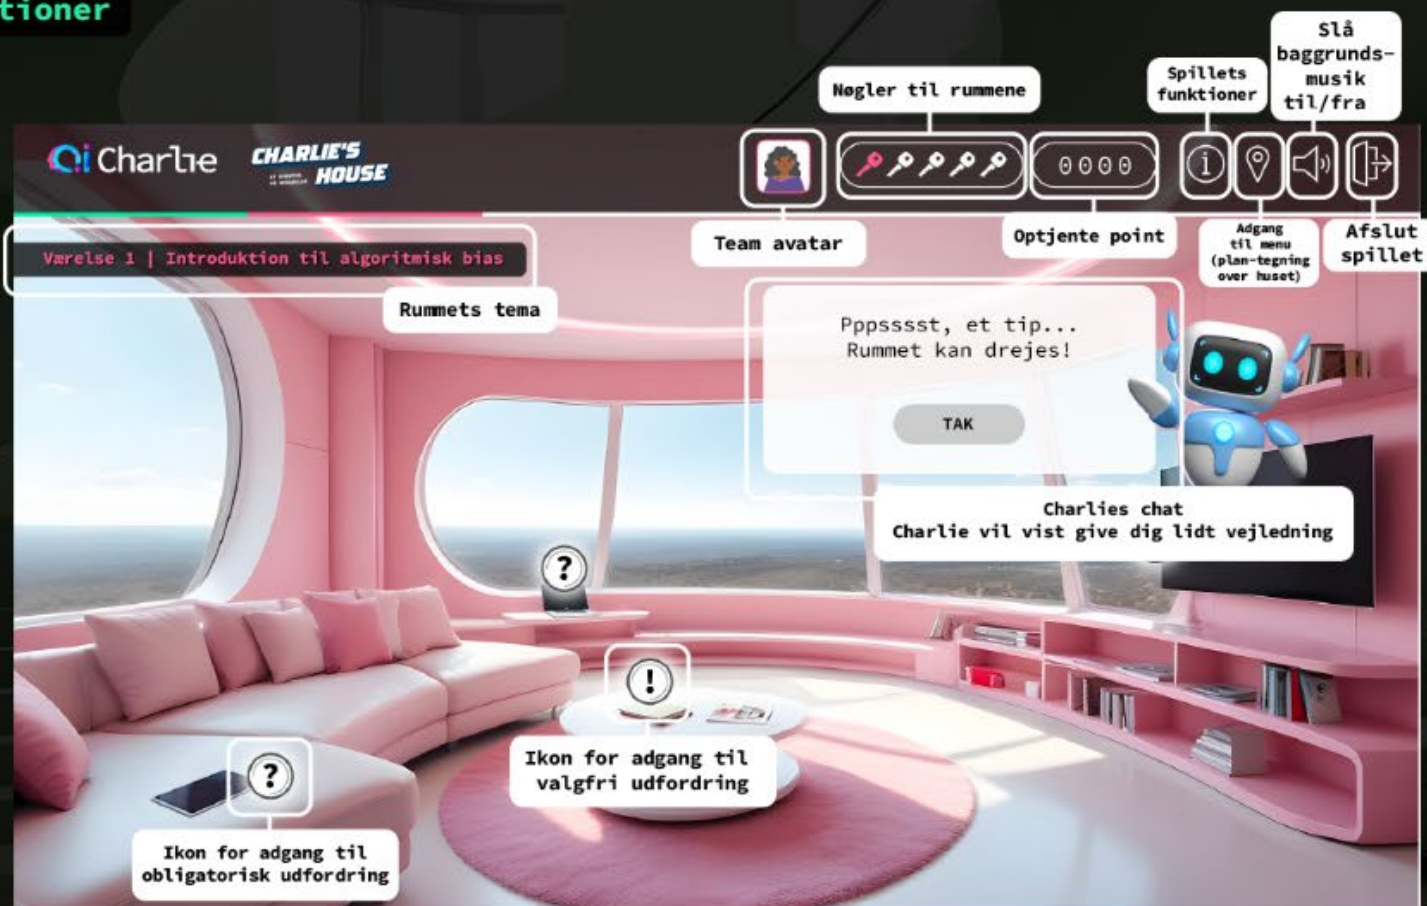 tioner
Slå
baggrunds-
musik
til/fra
Spillets
funktioner
Nøgler til rummene
Charlie
CHARLIE'S
HOUSE
0000
i
Team avatar
Optjente point
Adgang
til menu
(plan-tegning
over huset)
Afslut
spillet
Værelse 1 | Introduktion til algoritmisk bias
Rummets tema
Pppsssst, et tip...
Rummet kan drejes!
TAK
Charlies chat
Charlie vil vist give dig lidt vejledning
?
!
Ikon for adgang til
valgfri udfordring
?
Ikon for adgang til
obligatorisk udfordring